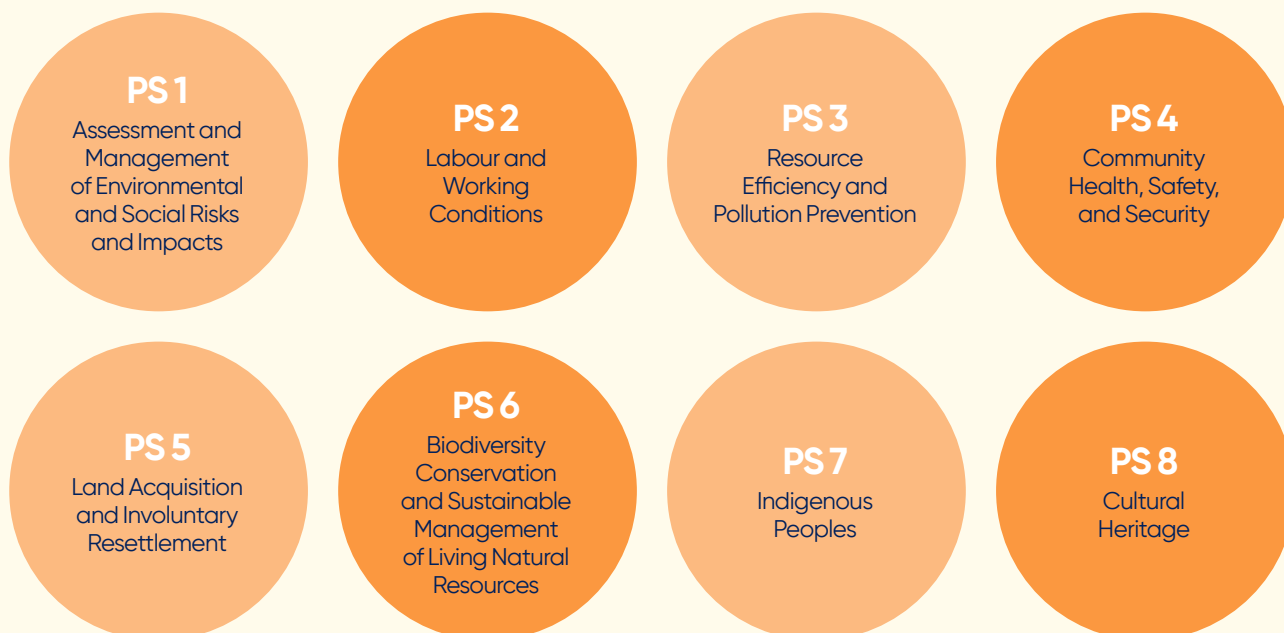 PS 1
Assessment and
Management
of Environmental
and Social Risks
and Impacts
PS 2
Labour and
Working
Conditions
PS 3
Resource
Efficiency and
Pollution Prevention
PS 4
Community
Health, Safety,
and Security
PS 5
Land Acquisition
and Involuntary
Resettlement
PS 6
Biodiversity
Conservation
and Sustainable
Management
of Living Natural
Resources
PS 7
Indigenous
Peoples
PS 8
Cultural
Heritage